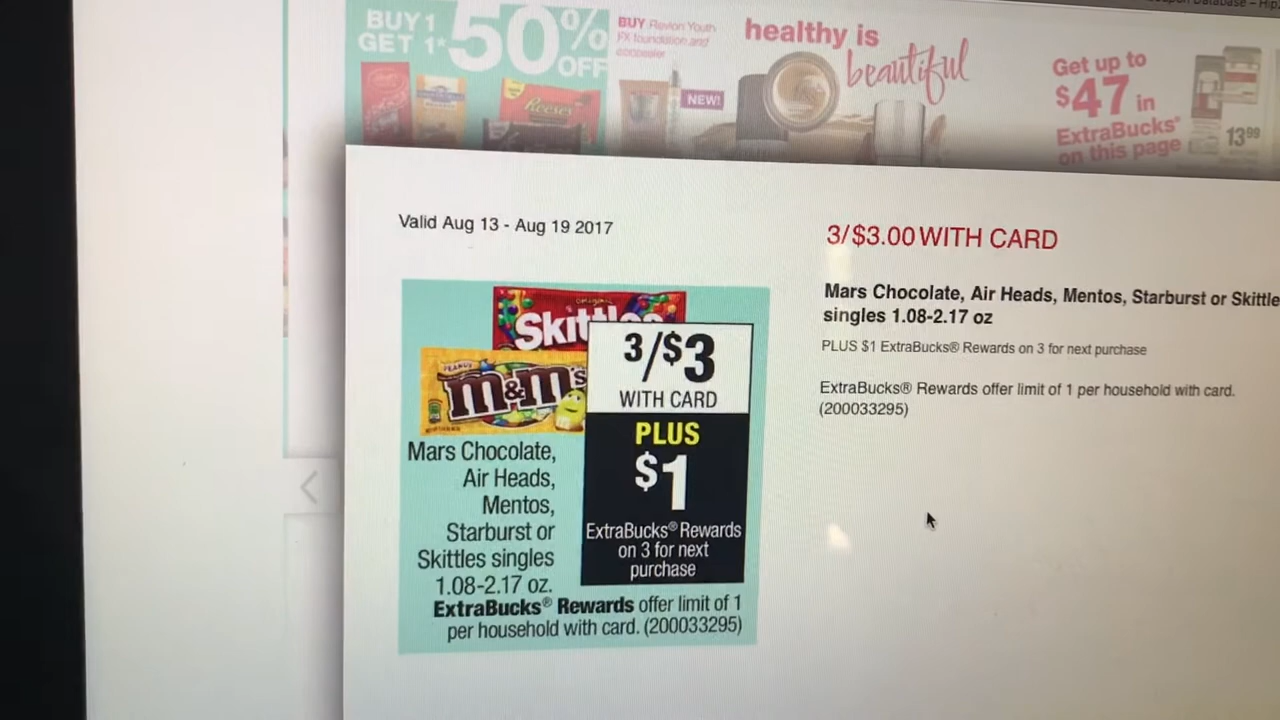 Database – Hip
BUY 1
GET 1*
50%
OFF
Reese's
BUY Revlon Youth
FX foundation and
concealer
NEW!
healthy is
beautiful
Get up to
$47 in
ExtraBucks*
on this page
13.99
Valid Aug 13 - Aug 19 2017
Skittles
PEANUT
m&m's
3/$3
WITH CARD
PLUS
$1
ExtraBucks® Rewards
on 3 for next
purchase
Mars Chocolate,
Air Heads,
Mentos,
Starburst or
Skittles singles
1.08-2.17 oz.
ExtraBucks® Rewards offer limit of 1
per household with card. (200033295)
3/$3.00 WITH CARD
Mars Chocolate, Air Heads, Mentos, Starburst or Skittle
singles 1.08-2.17 oz
PLUS $1 ExtraBucks® Rewards on 3 for next purchase
ExtraBucks® Rewards offer limit of 1 per household with card.
(200033295)